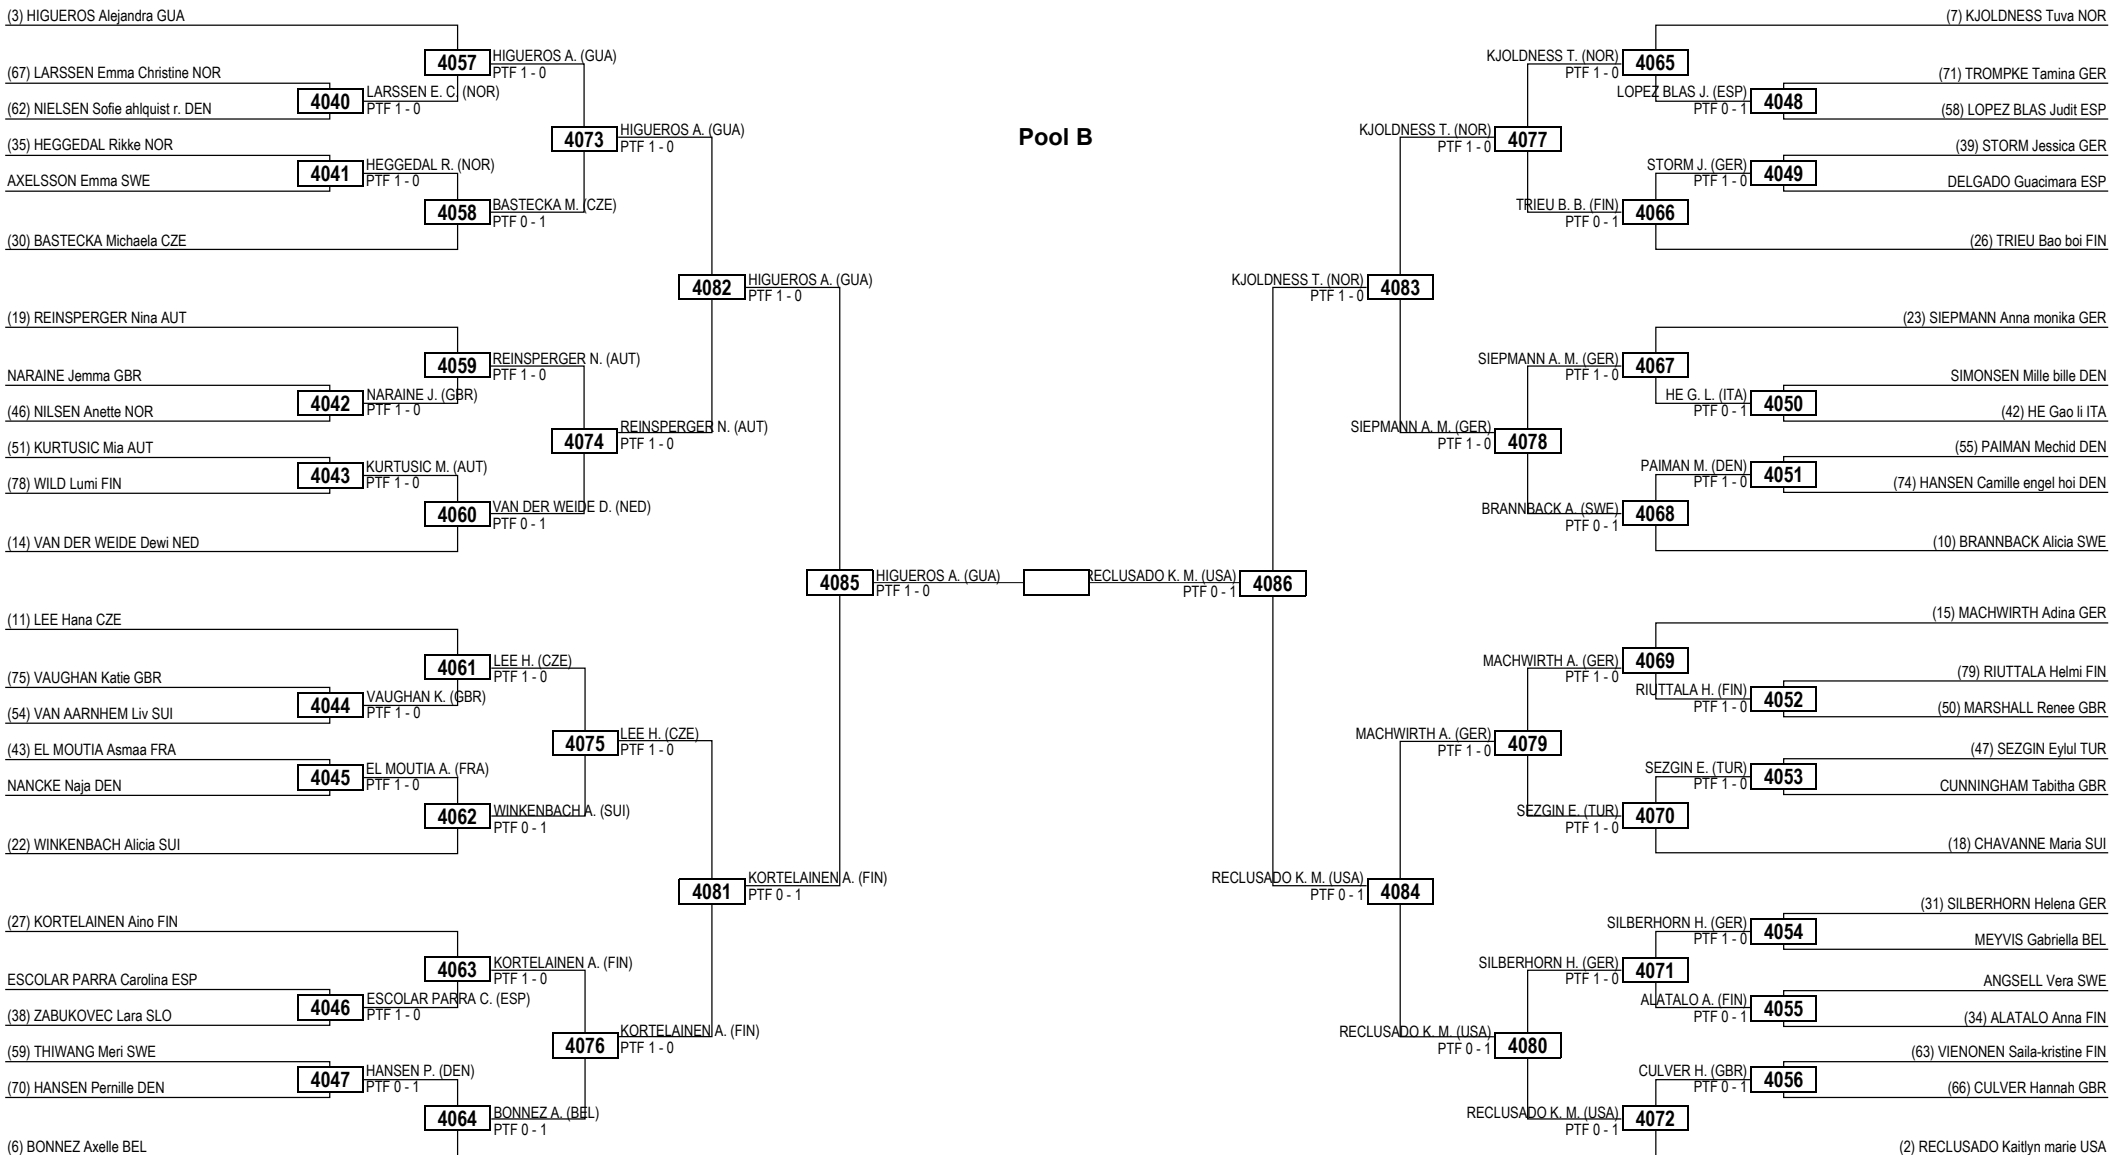 (3) HIGUEROS Alejandra GUA
(67) LARSSEN Emma Christine NOR
(62) NIELSEN Sofie ahlquist r. DEN
(35) HEGGEDAL Rikke NOR
AXELSSON Emma SWE
(30) BASTECKA Michaela CZE
(19) REINSPERGER Nina AUT
NARAINE Jemma GBR
(46) NILSEN Anette NOR
(51) KURTUSIC Mia AUT
(78) WILD Lumi FIN
(14) VAN DER WEIDE Dewi NED
(11) LEE Hana CZE
(75) VAUGHAN Katie GBR
(54) VAN AARNHEM Liv SUI
(43) EL MOUTIA Asmaa FRA
NANCKE Naja DEN
(22) WINKENBACH Alicia SUI
(27) KORTELAINEN Aino FIN
ESCOLAR PARRA Carolina ESP
(38) ZABUKOVEC Lara SLO
(59) THIWANG Meri SWE
(70) HANSEN Pernille DEN
(6) BONNEZ Axelle BEL
4040
LARSSEN E. C. (NOR)
PTF 1 - 0
4041
HEGGEDAL R. (NOR)
PTF 1 - 0
4042
NARAINE J. (GBR)
PTF 1 - 0
4043
KURTUSIC M. (AUT)
PTF 1 - 0
4044
VAUGHAN K. (GBR)
PTF 1 - 0
4045
EL MOUTIA A. (FRA)
PTF 1 - 0
4046
ESCOLAR PARRA C. (ESP)
PTF 1 - 0
4047
HANSEN P. (DEN)
PTF 0 - 1
4057
HIGUEROS A. (GUA)
PTF 1 - 0
4058
BASTECKA M. (CZE)
PTF 0 - 1
4059
REINSPERGER N. (AUT)
PTF 1 - 0
4060
VAN DER WEIDE D. (NED)
PTF 0 - 1
4061
LEE H. (CZE)
PTF 1 - 0
4062
WINKENBACH A. (SUI)
PTF 0 - 1
4063
KORTELAINEN A. (FIN)
PTF 1 - 0
4064
BONNEZ A. (BEL)
PTF 0 - 1
4073
HIGUEROS A. (GUA)
PTF 1 - 0
4074
REINSPERGER N. (AUT)
PTF 1 - 0
4075
LEE H. (CZE)
PTF 1 - 0
4076
KORTELAINEN A. (FIN)
PTF 1 - 0
4082
HIGUEROS A. (GUA)
PTF 1 - 0
4081
KORTELAINEN A. (FIN)
PTF 0 - 1
4085
HIGUEROS A. (GUA)
PTF 1 - 0
Pool B
RECLUSADO K. M. (USA)
PTF 0 - 1
4086
KJOLDNESS T. (NOR)
PTF 1 - 0
4083
RECLUSADO K. M. (USA)
PTF 0 - 1
4084
KJOLDNESS T. (NOR)
PTF 1 - 0
4077
SIEPMANN A. M. (GER)
PTF 1 - 0
4078
MACHWIRTH A. (GER)
PTF 1 - 0
4079
RECLUSADO K. M. (USA)
PTF 0 - 1
4080
KJOLDNESS T. (NOR)
PTF 1 - 0
4065
TRIEU B. B. (FIN)
PTF 0 - 1
4066
SIEPMANN A. M. (GER)
PTF 1 - 0
4067
BRANNBACK A. (SWE)
PTF 0 - 1
4068
MACHWIRTH A. (GER)
PTF 1 - 0
4069
SEZGIN E. (TUR)
PTF 1 - 0
4070
SILBERHORN H. (GER)
PTF 1 - 0
4071
RECLUSADO K. M. (USA)
PTF 0 - 1
4072
LOPEZ BLAS J. (ESP)
PTF 0 - 1
4048
STORM J. (GER)
PTF 1 - 0
4049
HE G. L. (ITA)
PTF 0 - 1
4050
PAIMAN M. (DEN)
PTF 1 - 0
4051
RIUTTALA H. (FIN)
PTF 1 - 0
4052
SEZGIN E. (TUR)
PTF 1 - 0
4053
SILBERHORN H. (GER)
PTF 1 - 0
4054
ALATALO A. (FIN)
PTF 0 - 1
4055
CULVER H. (GBR)
PTF 0 - 1
4056
(7) KJOLDNESS Tuva NOR
(71) TROMPKE Tamina GER
(58) LOPEZ BLAS Judit ESP
(39) STORM Jessica GER
DELGADO Guacimara ESP
(26) TRIEU Bao boi FIN
(23) SIEPMANN Anna monika GER
SIMONSEN Mille bille DEN
(42) HE Gao li ITA
(55) PAIMAN Mechid DEN
(74) HANSEN Camille engel hoi DEN
(10) BRANNBACK Alicia SWE
(15) MACHWIRTH Adina GER
(79) RIUTTALA Helmi FIN
(50) MARSHALL Renee GBR
(47) SEZGIN Eylul TUR
CUNNINGHAM Tabitha GBR
(18) CHAVANNE Maria SUI
(31) SILBERHORN Helena GER
MEYVIS Gabriella BEL
ANGSELL Vera SWE
(34) ALATALO Anna FIN
(63) VIENONEN Saila-kristine FIN
(66) CULVER Hannah GBR
(2) RECLUSADO Kaitlyn marie USA